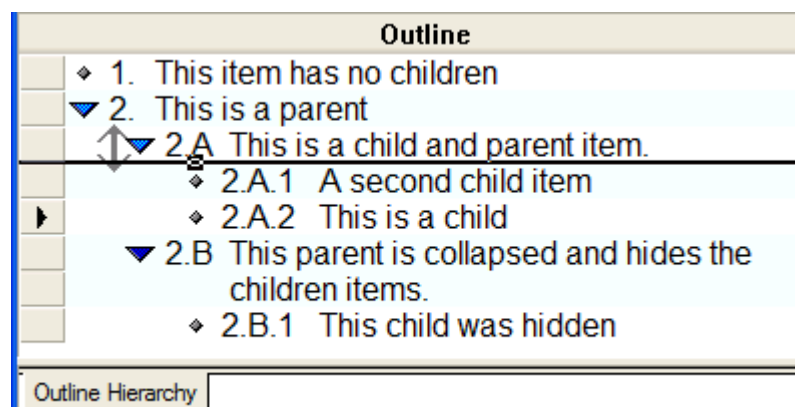 Outline
1. This item has no children
2. This is a parent
2.A This is a child and parent item.
2.A.1 A second child item
2.A.2 This is a child
2.B This parent is collapsed and hides the
children items.
2.B.1 This child was hidden
Outline Hierarchy